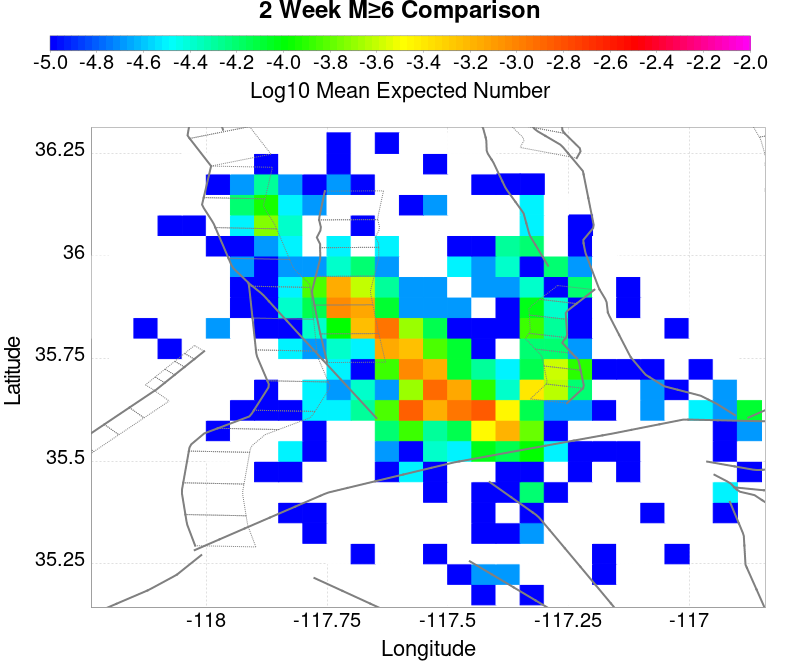 2 Week M≥6 Comparison
-5.0 -4.8 -4.6 -4.4 -4.2 -4.0 -3.8 -3.6 -3.4 -3.2 -3.0 -2.8 -2.6 -2.4 -2.2 -2.0
Log10 Mean Expected Number
36.25
36
35.75
35.5
35.25
Latitude
-118 -117.75 -117.5 -117.25 -117
Longitude